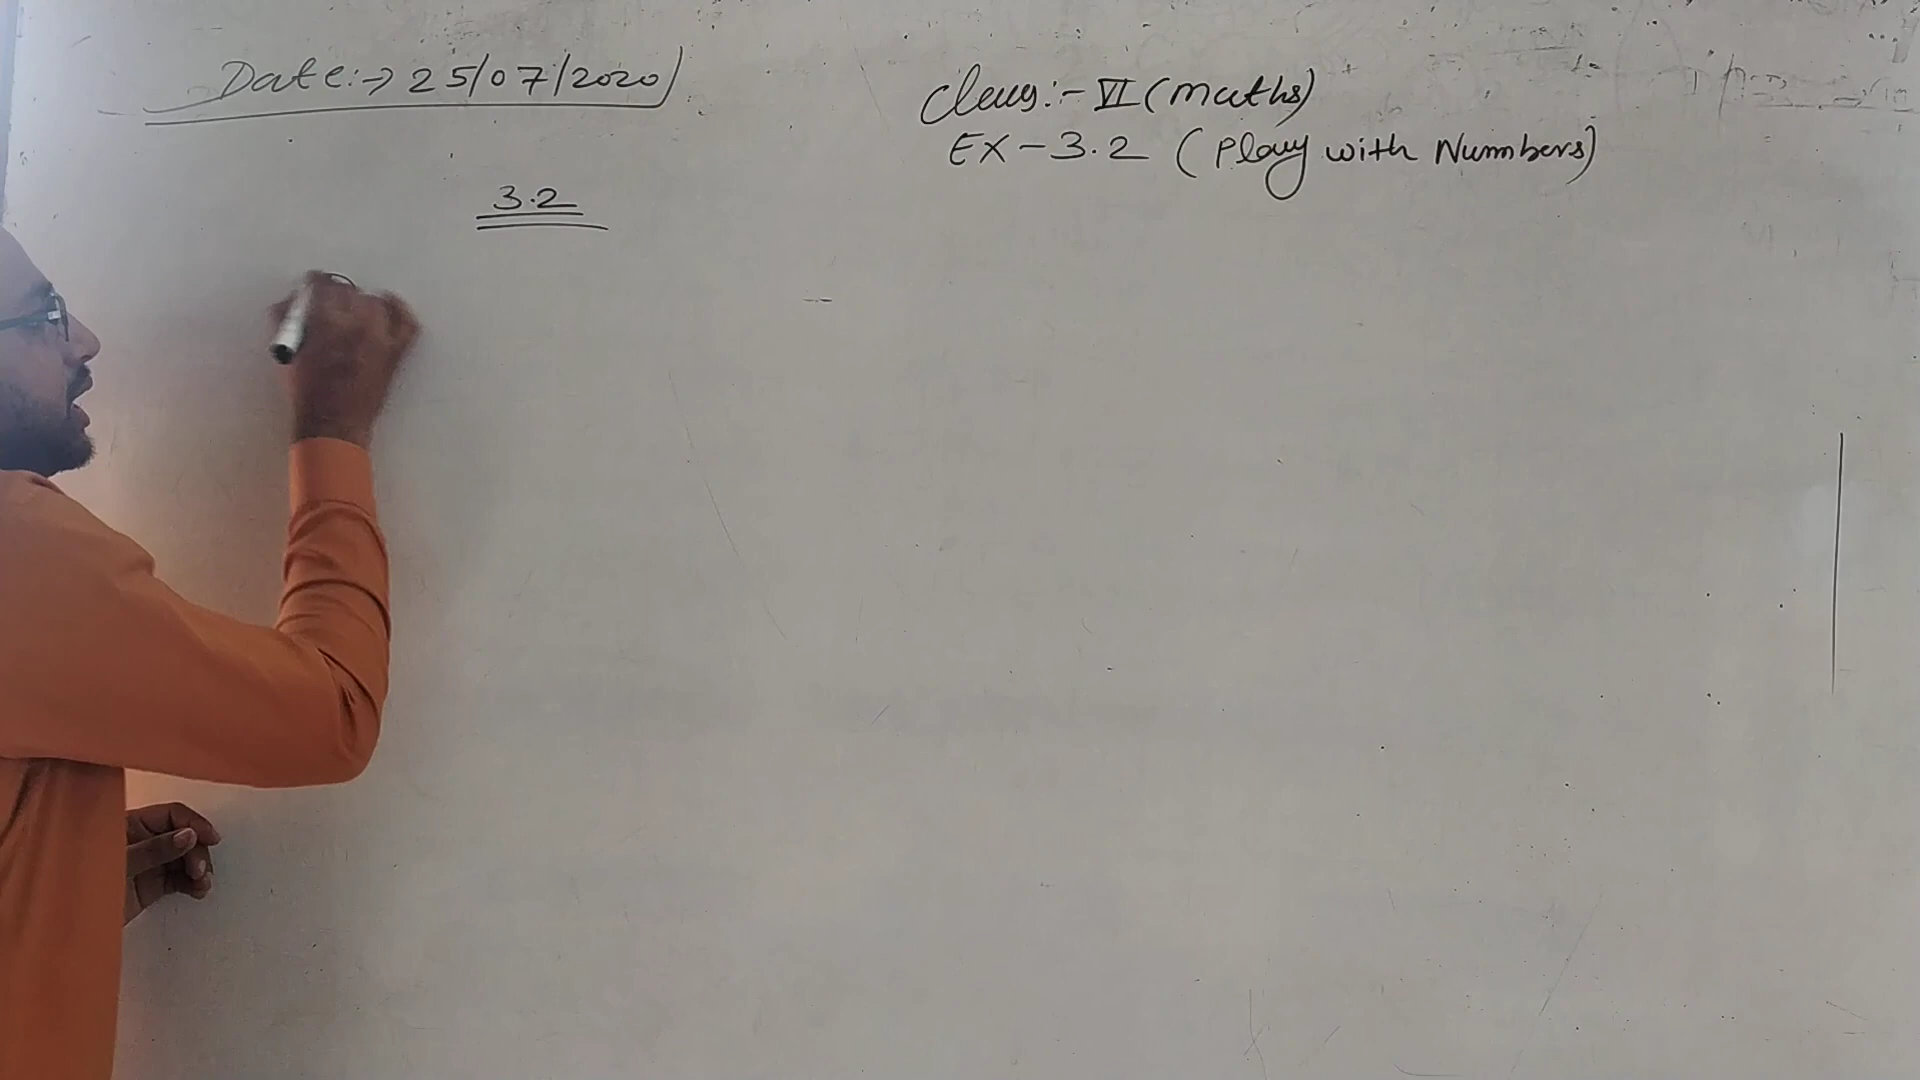 Date:→ 25/07/2020
Class:- VI (Maths)
EX-3.2 (Play with Numbers)
3.2